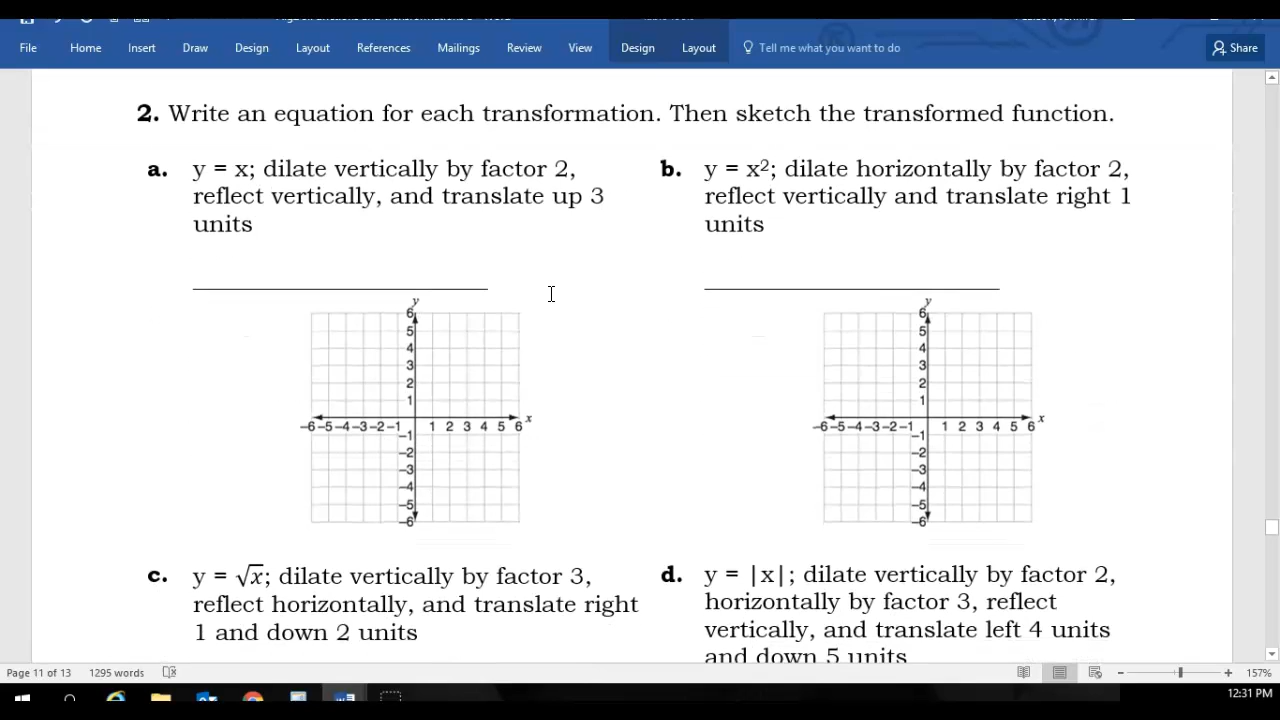 File Home Insert Draw Design Layout References Mailings Review View Design Layout Tell me what you want to do Share
2. Write an equation for each transformation. Then sketch the transformed function.
a. y = x; dilate vertically by factor 2,
reflect vertically, and translate up 3
units
b. y = x²; dilate horizontally by factor 2,
reflect vertically and translate right 1
units
y
6
5
4
3
2
1
-6 -5 -4 -3 -2 -1 1 2 3 4 5 6 x
-1
-2
-3
-4
-5
-6
y
6
5
4
3
2
1
-6 -5 -4 -3 -2 -1 1 2 3 4 5 6 x
-1
-2
-3
-4
-5
-6
c. y = √x; dilate vertically by factor 3,
reflect horizontally, and translate right
1 and down 2 units
d. y = |x|; dilate vertically by factor 2,
horizontally by factor 3, reflect
vertically, and translate left 4 units
and down 5 units
Page 11 of 13 1295 words 157%
12:31 PM